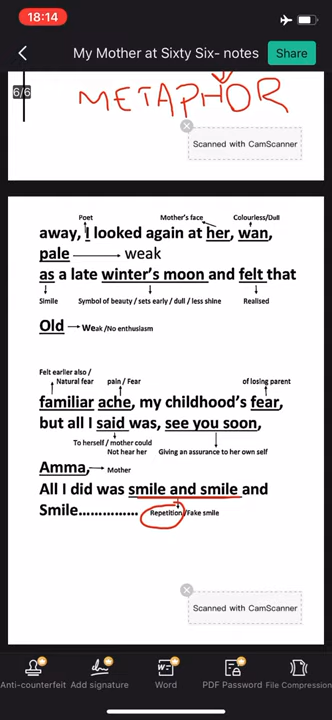 18:14
My Mother at Sixty Six- notes
Share
6/6
METAPHOR
Scanned with CamScanner
Poet Mother's face Colourless/Dull
away, I looked again at her, wan,
pale weak
as a late winter's moon and felt that
Simile Symbol of beauty / sets early / dull / less shine Realised
Old Weak /No enthusiasm
Felt earlier also /
Natural fear pain / Fear of losing parent
familiar ache, my childhood's fear,
but all I said was, see you soon,
To herself / mother could
Not hear her Giving an assurance to her own self
Amma, Mother
All I did was smile and smile and
Smile...............
Repetition/Fake smile
Scanned with CamScanner
Anti-counterfeit Add signature Word PDF Password File Compression